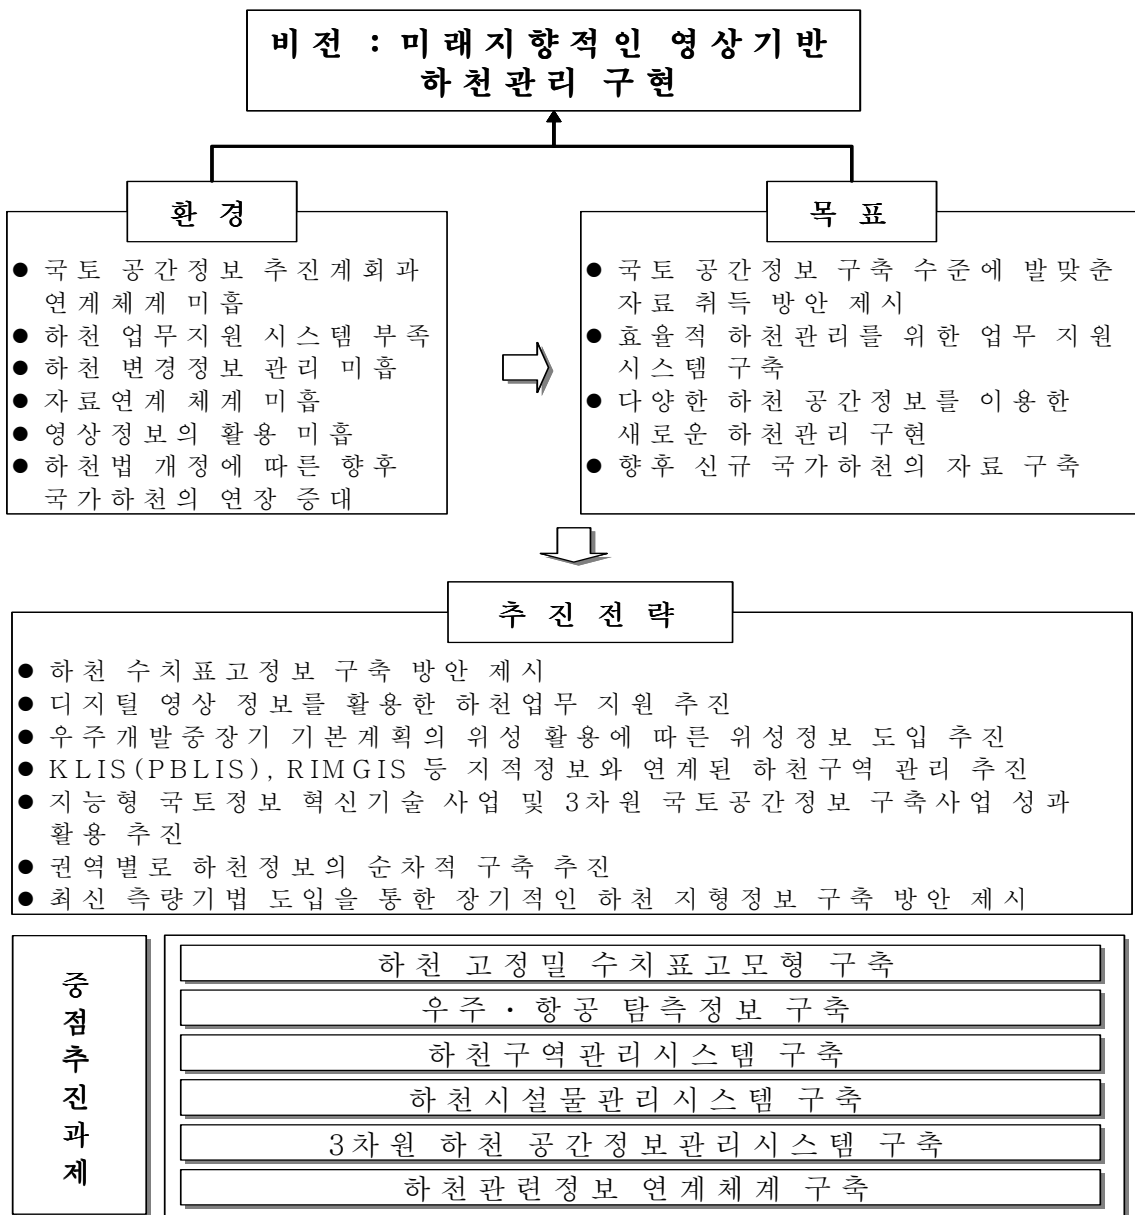 비전 : 미래지향적인 영상기반
하천관리 구현
환 경
● 국토 공간정보 추진계회과
연계체계 미흡
● 하천 업무지원 시스템 부족
● 하천 변경정보 관리 미흡
● 자료연계 체계 미흡
● 영상정보의 활용 미흡
● 하천법 개정에 따른 향후
국가하천의 연장 증대
목 표
● 국토 공간정보 구축 수준에 발맞춘
자료 취득 방안 제시
● 효율적 하천관리를 위한 업무 지원
시스템 구축
● 다양한 하천 공간정보를 이용한
새로운 하천관리 구현
● 향후 신규 국가하천의 자료 구축
추 진 전 략
● 하천 수치표고정보 구축 방안 제시
● 디지털 영상 정보를 활용한 하천업무 지원 추진
● 우주개발중장기 기본계획의 위성 활용에 따른 위성정보 도입 추진
● KLIS(PBLIS), RIMGIS 등 지적정보와 연계된 하천구역 관리 추진
● 지능형 국토정보 혁신기술 사업 및 3차원 국토공간정보 구축사업 성과
활용 추진
● 권역별로 하천정보의 순차적 구축 추진
● 최신 측량기법 도입을 통한 장기적인 하천 지형정보 구축 방안 제시
중
점
추
진
과
제
하천 고정밀 수치표고모형 구축
우주 · 항공 탐측정보 구축
하천구역관리시스템 구축
하천시설물관리시스템 구축
3차원 하천 공간정보관리시스템 구축
하천관련정보 연계체계 구축